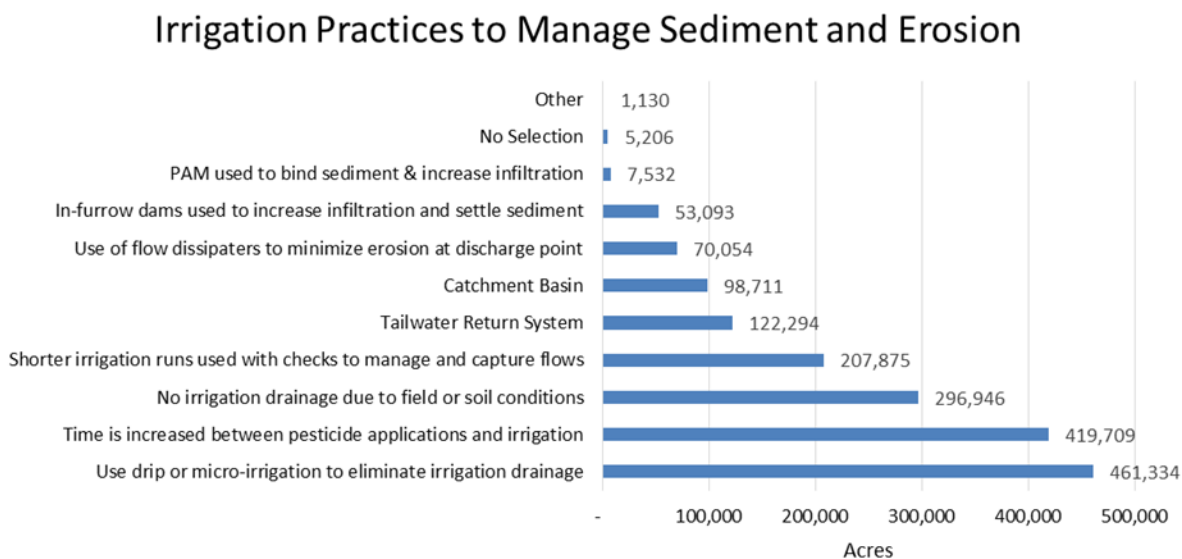 Irrigation Practices to Manage Sediment and Erosion
Other 1,130
No Selection 5,206
PAM used to bind sediment & increase infiltration 7,532
In-furrow dams used to increase infiltration and settle sediment 53,093
Use of flow dissipaters to minimize erosion at discharge point 70,054
Catchment Basin 98,711
Tailwater Return System 122,294
Shorter irrigation runs used with checks to manage and capture flows 207,875
No irrigation drainage due to field or soil conditions 296,946
Time is increased between pesticide applications and irrigation 419,709
Use drip or micro-irrigation to eliminate irrigation drainage 461,334
- 100,000 200,000 300,000 400,000 500,000
Acres